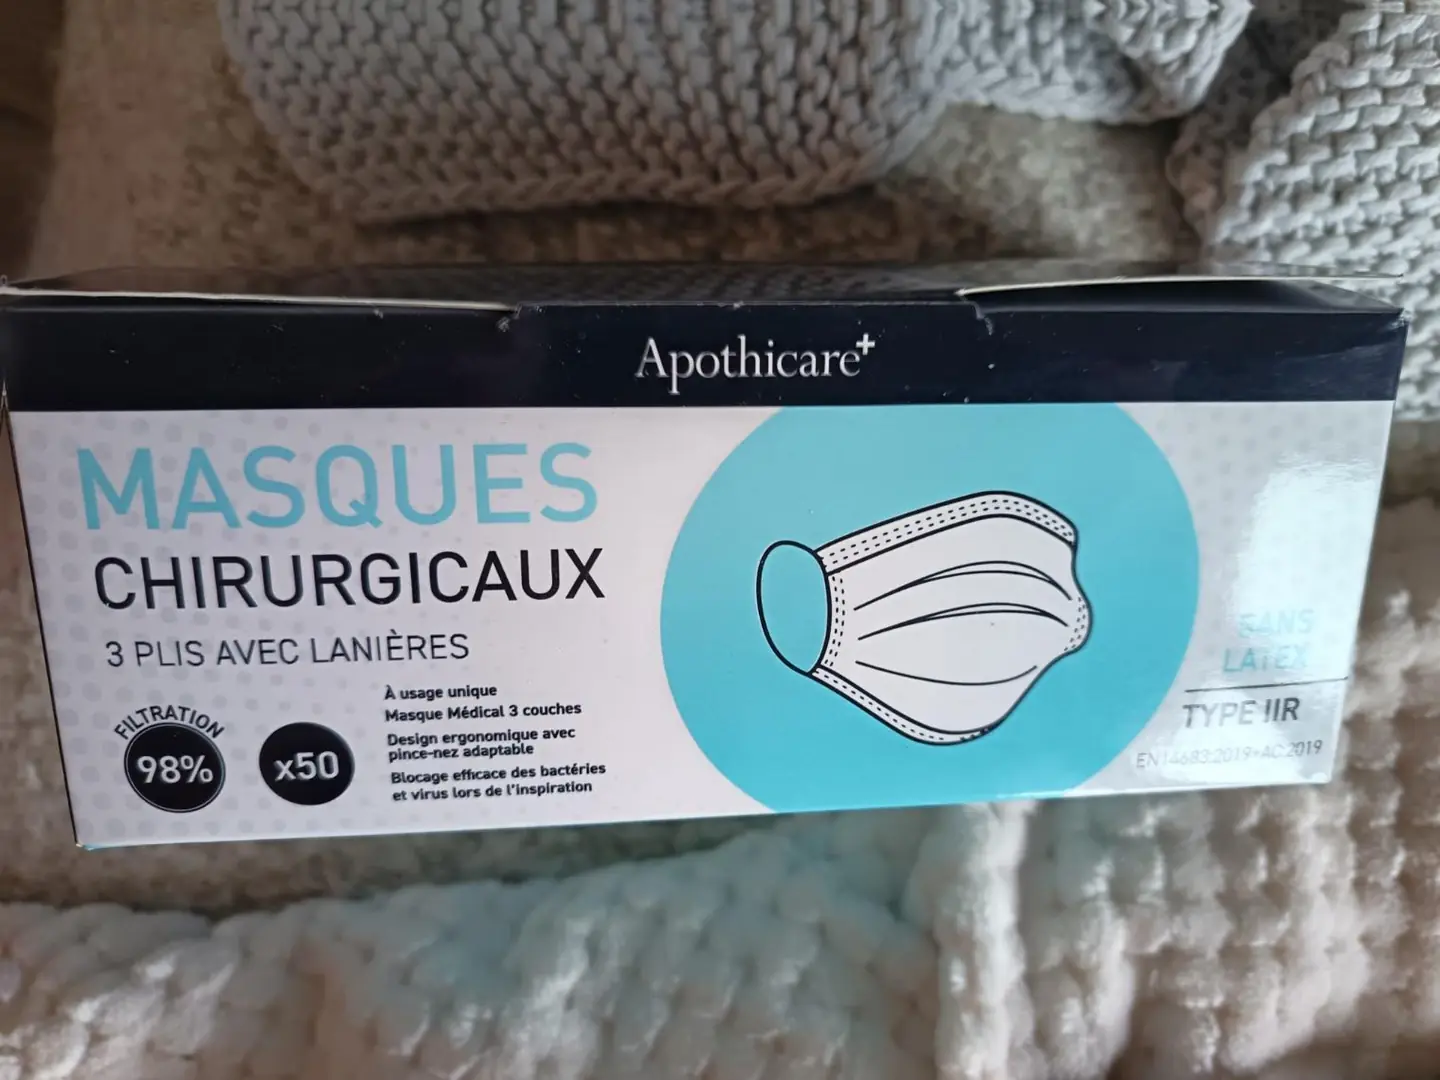 Apothicare+
MASQUES
CHIRURGICAUX
3 PLIS AVEC LANIÈRES
FILTRATION
98%
x50
À usage unique
Masque Médical 3 couches
Design ergonomique avec
pince-nez adaptable
Blocage efficace des bactéries
et virus lors de l'inspiration
SANS
LATEX
TYPE IIR
EN14683:2019+AC:2019